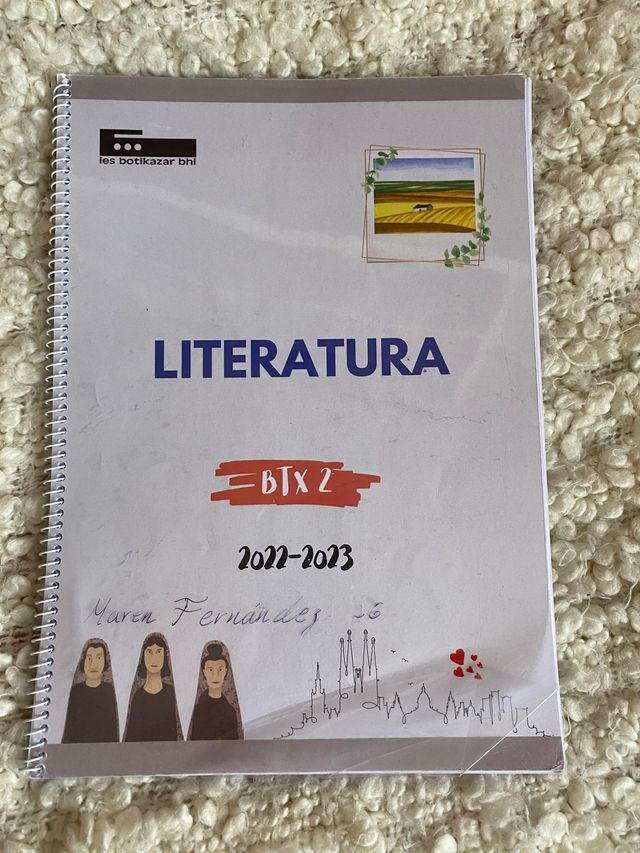 ies botikazar bhi
LITERATURA
BTX 2
2022-2023
Maren Fernández